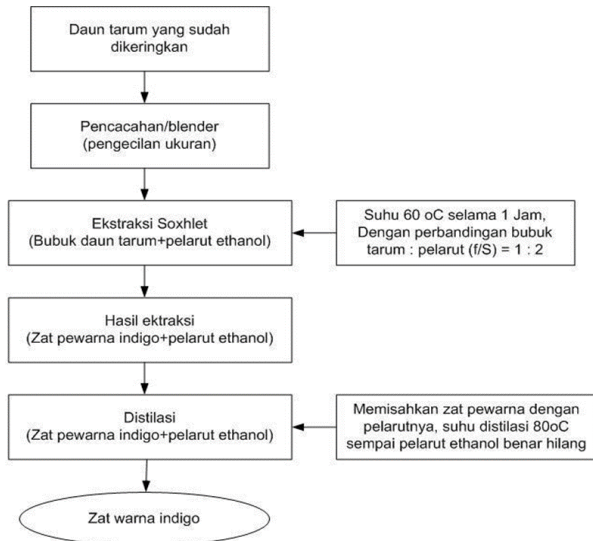 Daun tarum yang sudah
dikeringkan
Pencacahan/blender
(pengecilan ukuran)
Ekstraksi Soxhlet
(Bubuk daun tarum+pelarut ethanol)
Suhu 60 oC selama 1 Jam,
Dengan perbandingan bubuk
tarum : pelarut (f/S) = 1 : 2
Hasil ektraksi
(Zat pewarna indigo+pelarut ethanol)
Distilasi
(Zat pewarna indigo+pelarut ethanol)
Memisahkan zat pewarna dengan
pelarutnya, suhu distilasi 80oC
sempai pelarut ethanol benar hilang
Zat warna indigo